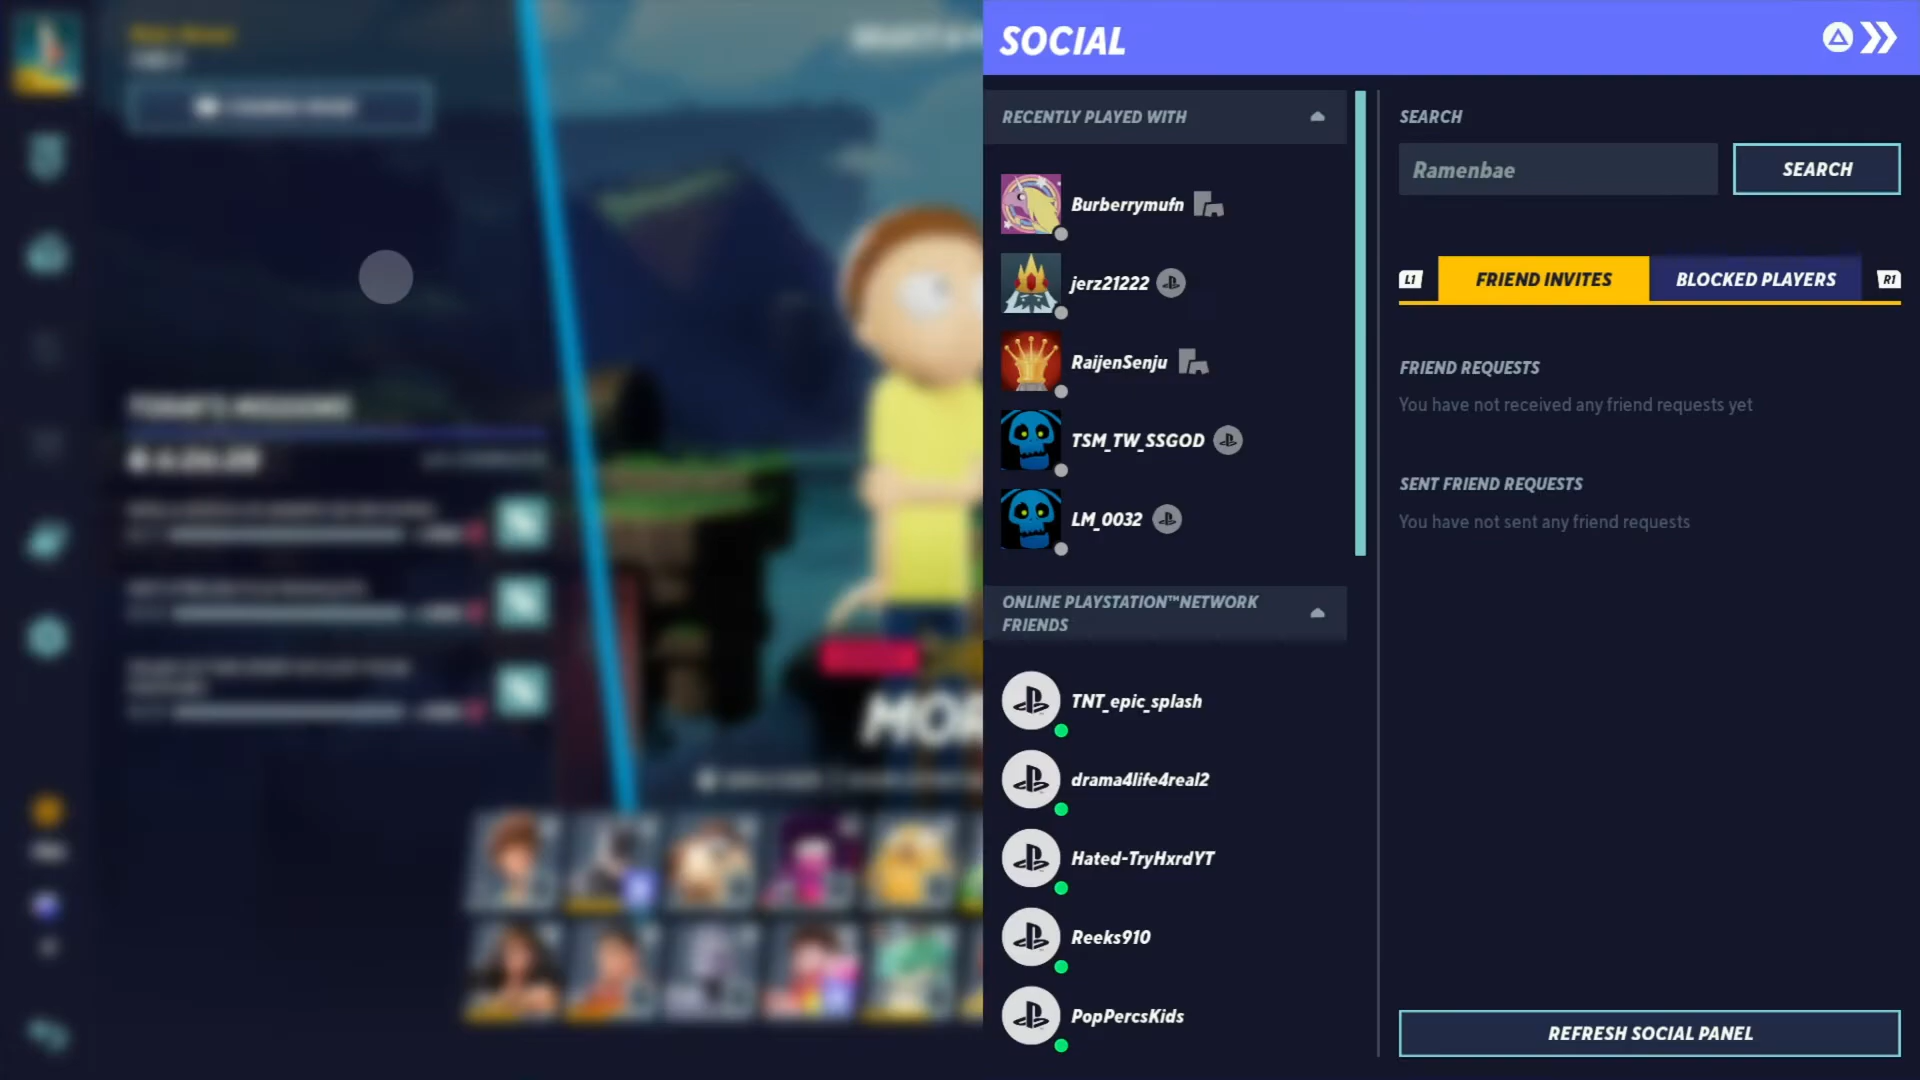 SOCIAL
RECENTLY PLAYED WITH
Burberrymufn
jerz21222
RaijenSenju
TSM_TW_SSGOD
LM_0032
ONLINE PLAYSTATION™NETWORK
FRIENDS
TNT_epic_splash
drama4life4real2
Hated-TryHxrdYT
Reeks910
PopPercsKids
SEARCH
Ramenbae
SEARCH
L1
FRIEND INVITES
BLOCKED PLAYERS
R1
FRIEND REQUESTS
You have not received any friend requests yet
SENT FRIEND REQUESTS
You have not sent any friend requests
REFRESH SOCIAL PANEL
TODAY'S MISSIONS